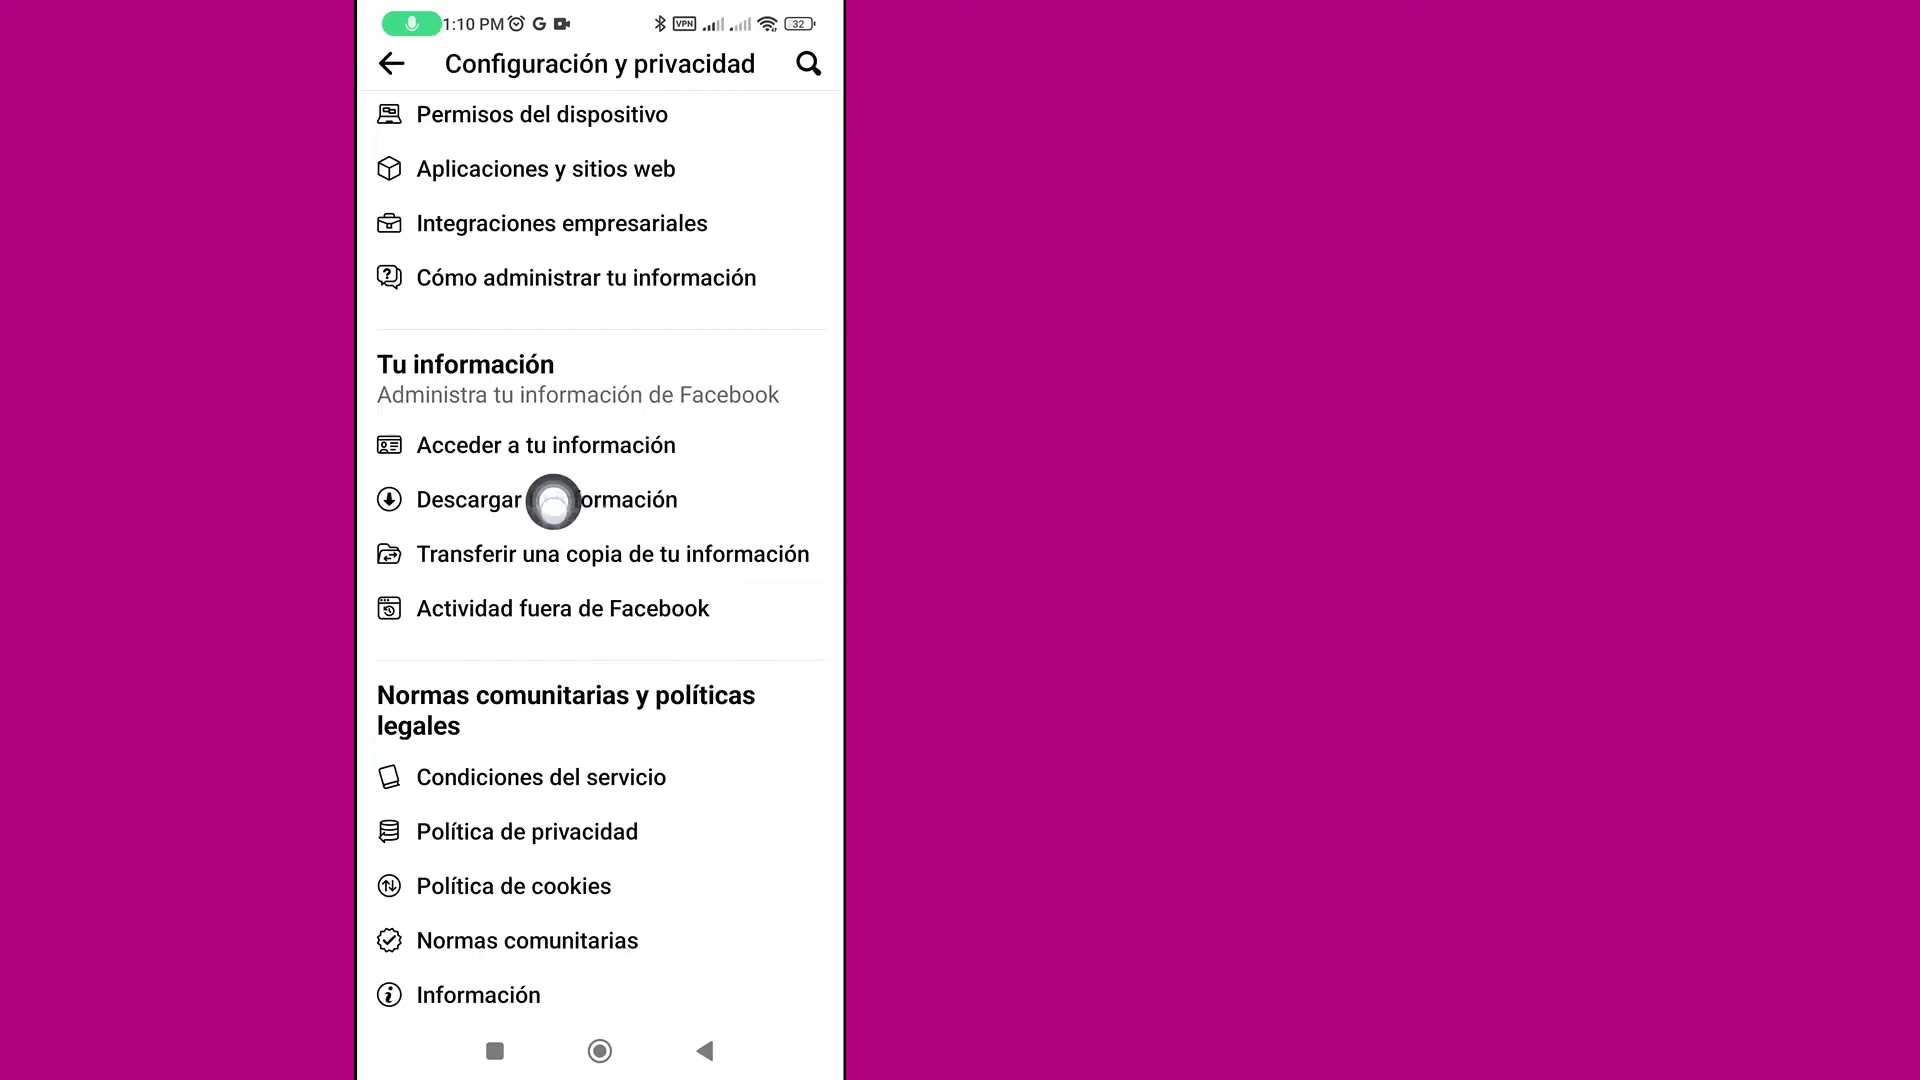 1:10 PM G VPN 32
Configuración y privacidad
Permisos del dispositivo
Aplicaciones y sitios web
Integraciones empresariales
Cómo administrar tu información
Tu información
Administra tu información de Facebook
Acceder a tu información
Descargar ormación
Transferir una copia de tu información
Actividad fuera de Facebook
Normas comunitarias y políticas
legales
Condiciones del servicio
Política de privacidad
Política de cookies
Normas comunitarias
Información